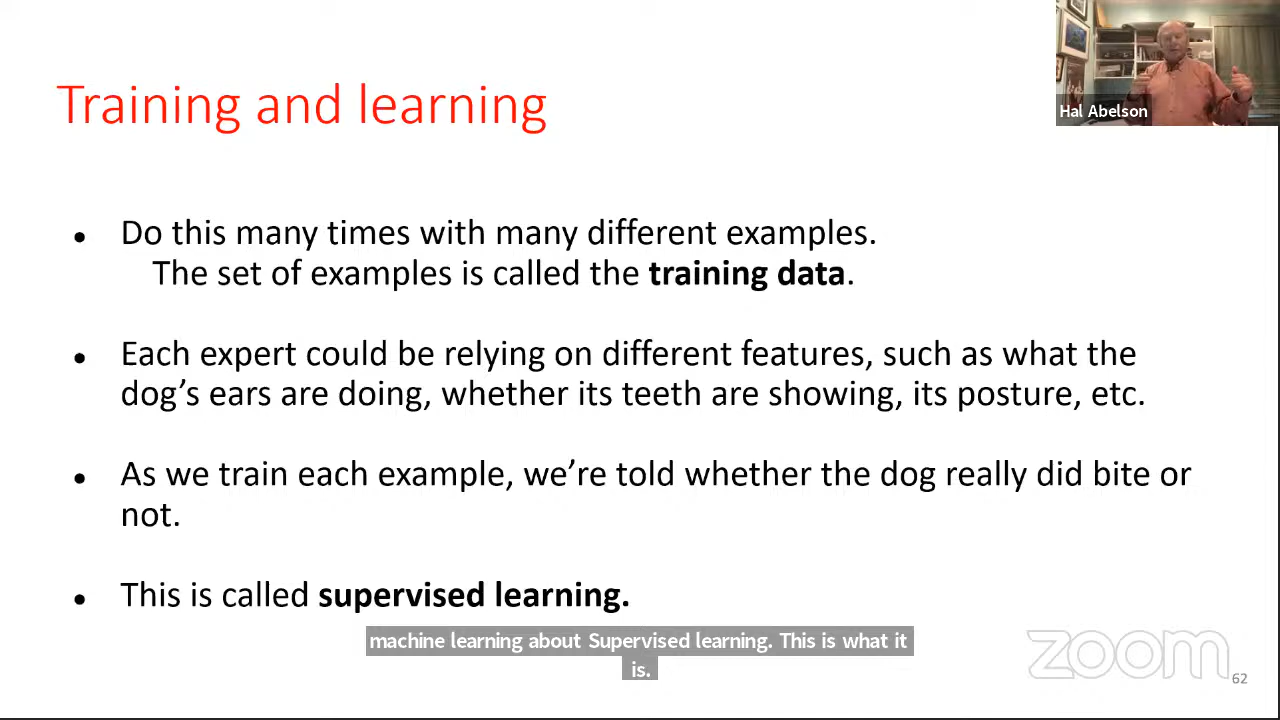 Hal Abelson
Training and learning
● Do this many times with many different examples.
The set of examples is called the training data.
● Each expert could be relying on different features, such as what the
dog’s ears are doing, whether its teeth are showing, its posture, etc.
● As we train each example, we’re told whether the dog really did bite or
not.
● This is called supervised learning.
machine learning about Supervised learning. This is what it
is.
zoom
62